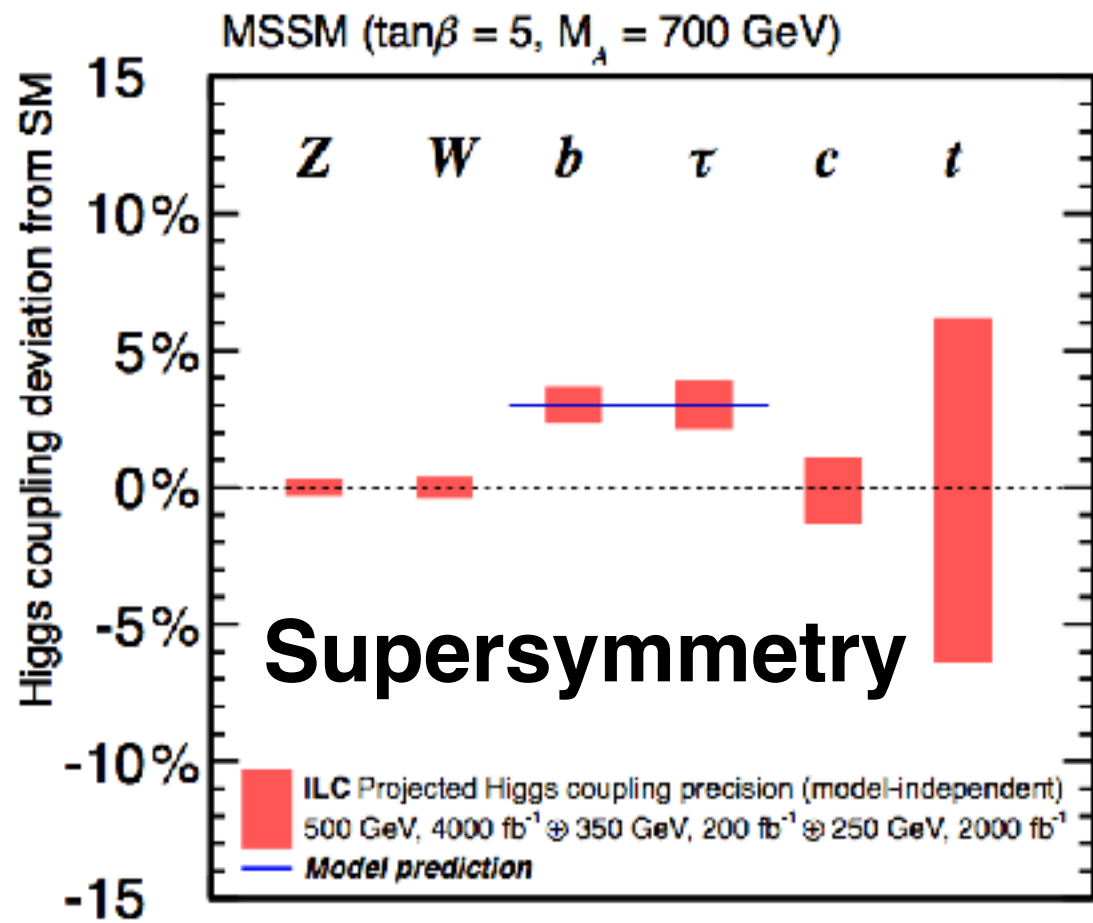 MSSM (tanβ = 5, M_A = 700 GeV)
Higgs coupling deviation from SM
15
10%
5%
0%
-5%
-10%
-15
Z W b τ c t
Supersymmetry
ILC Projected Higgs coupling precision (model-independent)
500 GeV, 4000 fb⁻¹ ⊕ 350 GeV, 200 fb⁻¹ ⊕ 250 GeV, 2000 fb⁻¹
Model prediction